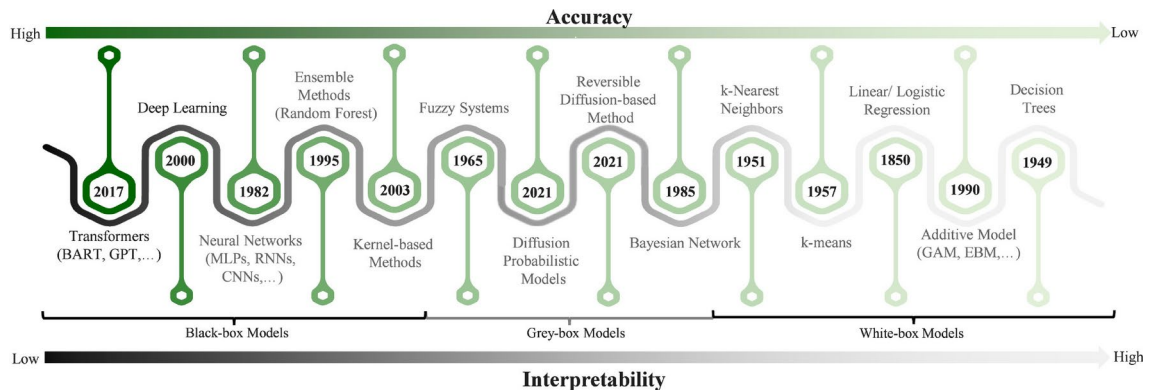 Accuracy
High
Low
Deep Learning
Ensemble
Methods
(Random Forest)
Fuzzy Systems
Reversible
Diffusion-based
Method
k-Nearest
Neighbors
Linear/ Logistic
Regression
Decision
Trees
2017
2000
1982
1995
2003
1965
2021
2021
1985
1951
1957
1850
1990
1949
Transformers
(BART, GPT,...)
Neural Networks
(MLPs, RNNs,
CNNs,...)
Kernel-based
Methods
Diffusion
Probabilistic
Models
Bayesian Network
k-means
Additive Model
(GAM, EBM,...)
Black-box Models
Grey-box Models
White-box Models
Low
High
Interpretability